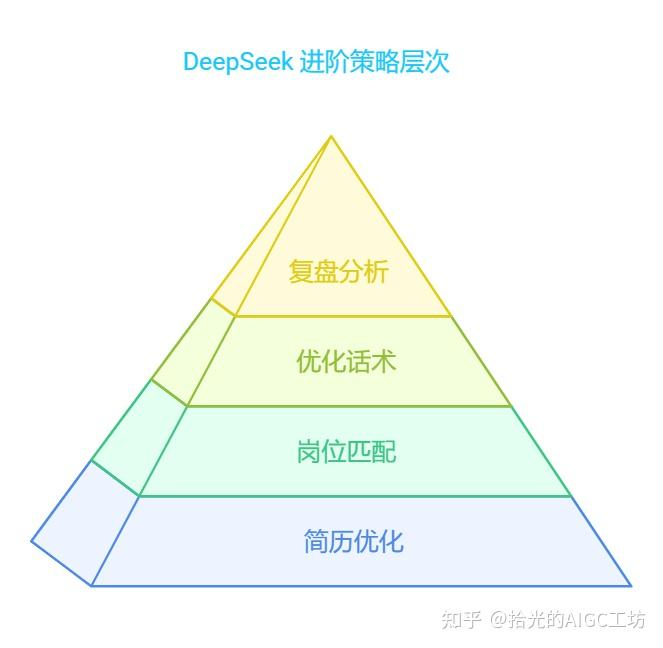 DeepSeek 进阶策略层次
复盘分析
优化话术
岗位匹配
简历优化
知乎 @拾光的AIGC工坊